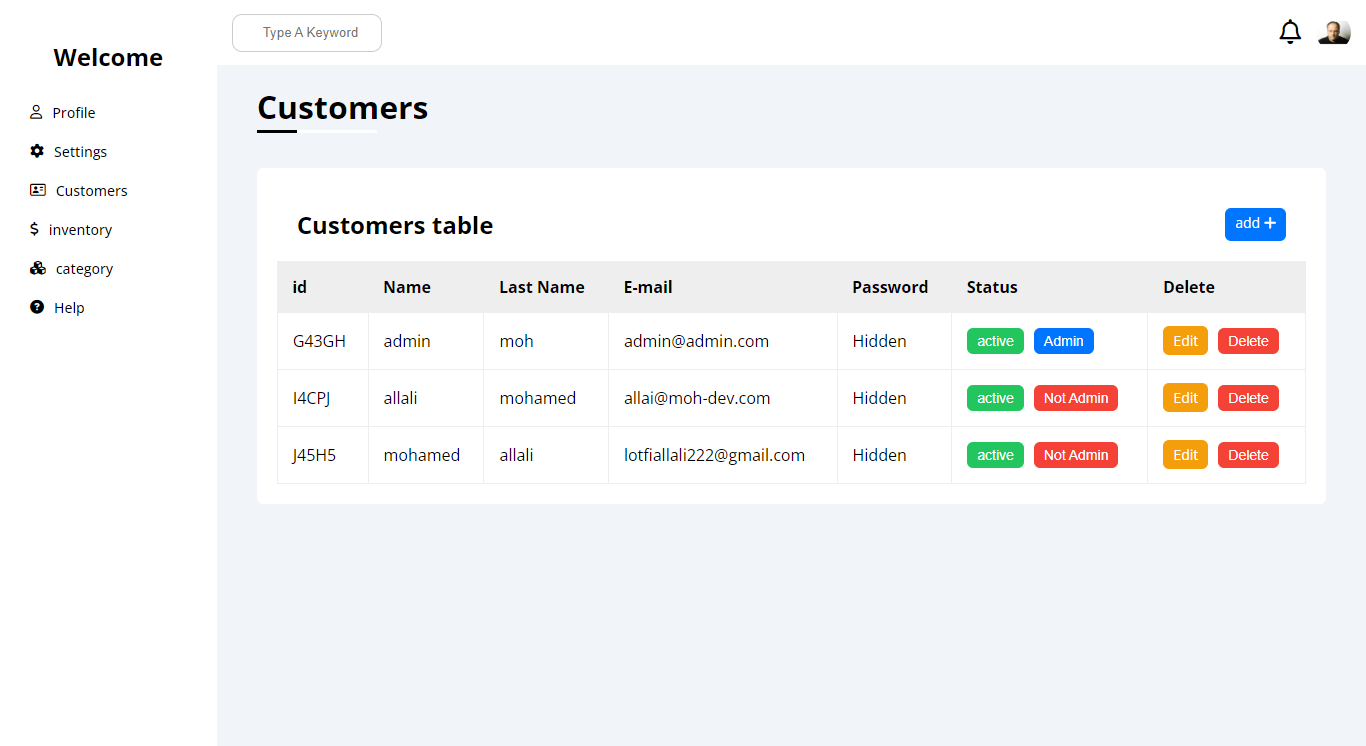 Welcome
Profile
Settings
Customers
inventory
category
Help
Type A Keyword
Customers
Customers table
add +
id Name Last Name E-mail Password Status Delete
G43GH admin moh admin@admin.com Hidden active Admin Edit Delete
I4CPJ allali mohamed allai@moh-dev.com Hidden active Not Admin Edit Delete
J45H5 mohamed allali lotfiallali222@gmail.com Hidden active Not Admin Edit Delete